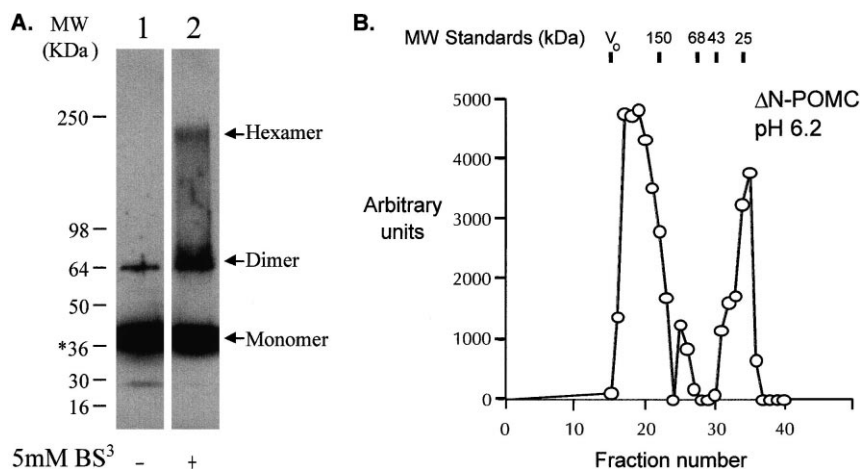 A.
MW
(KDa)
1 2
250
98
64
50
*36
30
16
Hexamer
Dimer
Monomer
5mM BS³ - +
B.
MW Standards (kDa) Vo 150 68 43 25
ΔN-POMC
pH 6.2
Arbitrary
units
5000
4000
3000
2000
1000
0
0 10 20 30 40
Fraction number